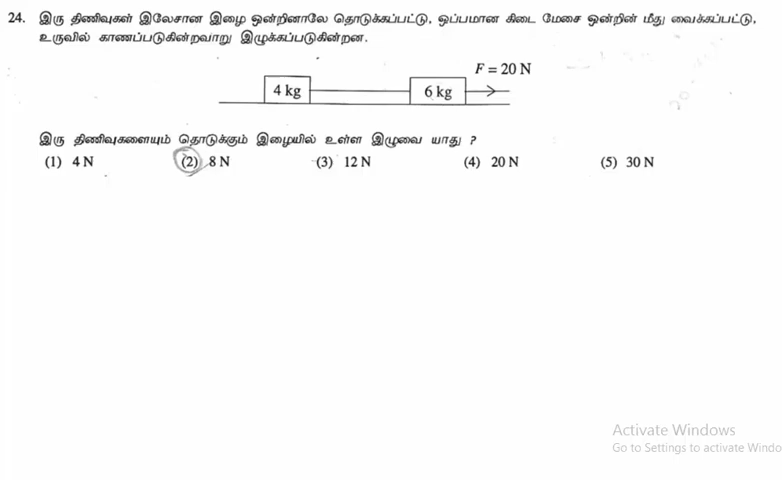 24. இரு திணிவுகள் இலேசான இழை ஒன்றினாலே தொடுக்கப்பட்டு, ஒப்பமான கிடை மேசை ஒன்றின் மீது வைக்கப்பட்டு,
உருவில் காணப்படுகின்றவாறு இழுக்கப்படுகின்றன.
F = 20 N
4 kg 6 kg
இரு திணிவுகளையும் தொடுக்கும் இழையில் உள்ள இழுவை யாது ?
(1) 4 N (2) 8 N (3) 12 N (4) 20 N (5) 30 N
Activate Windows
Go to Settings to activate Windo